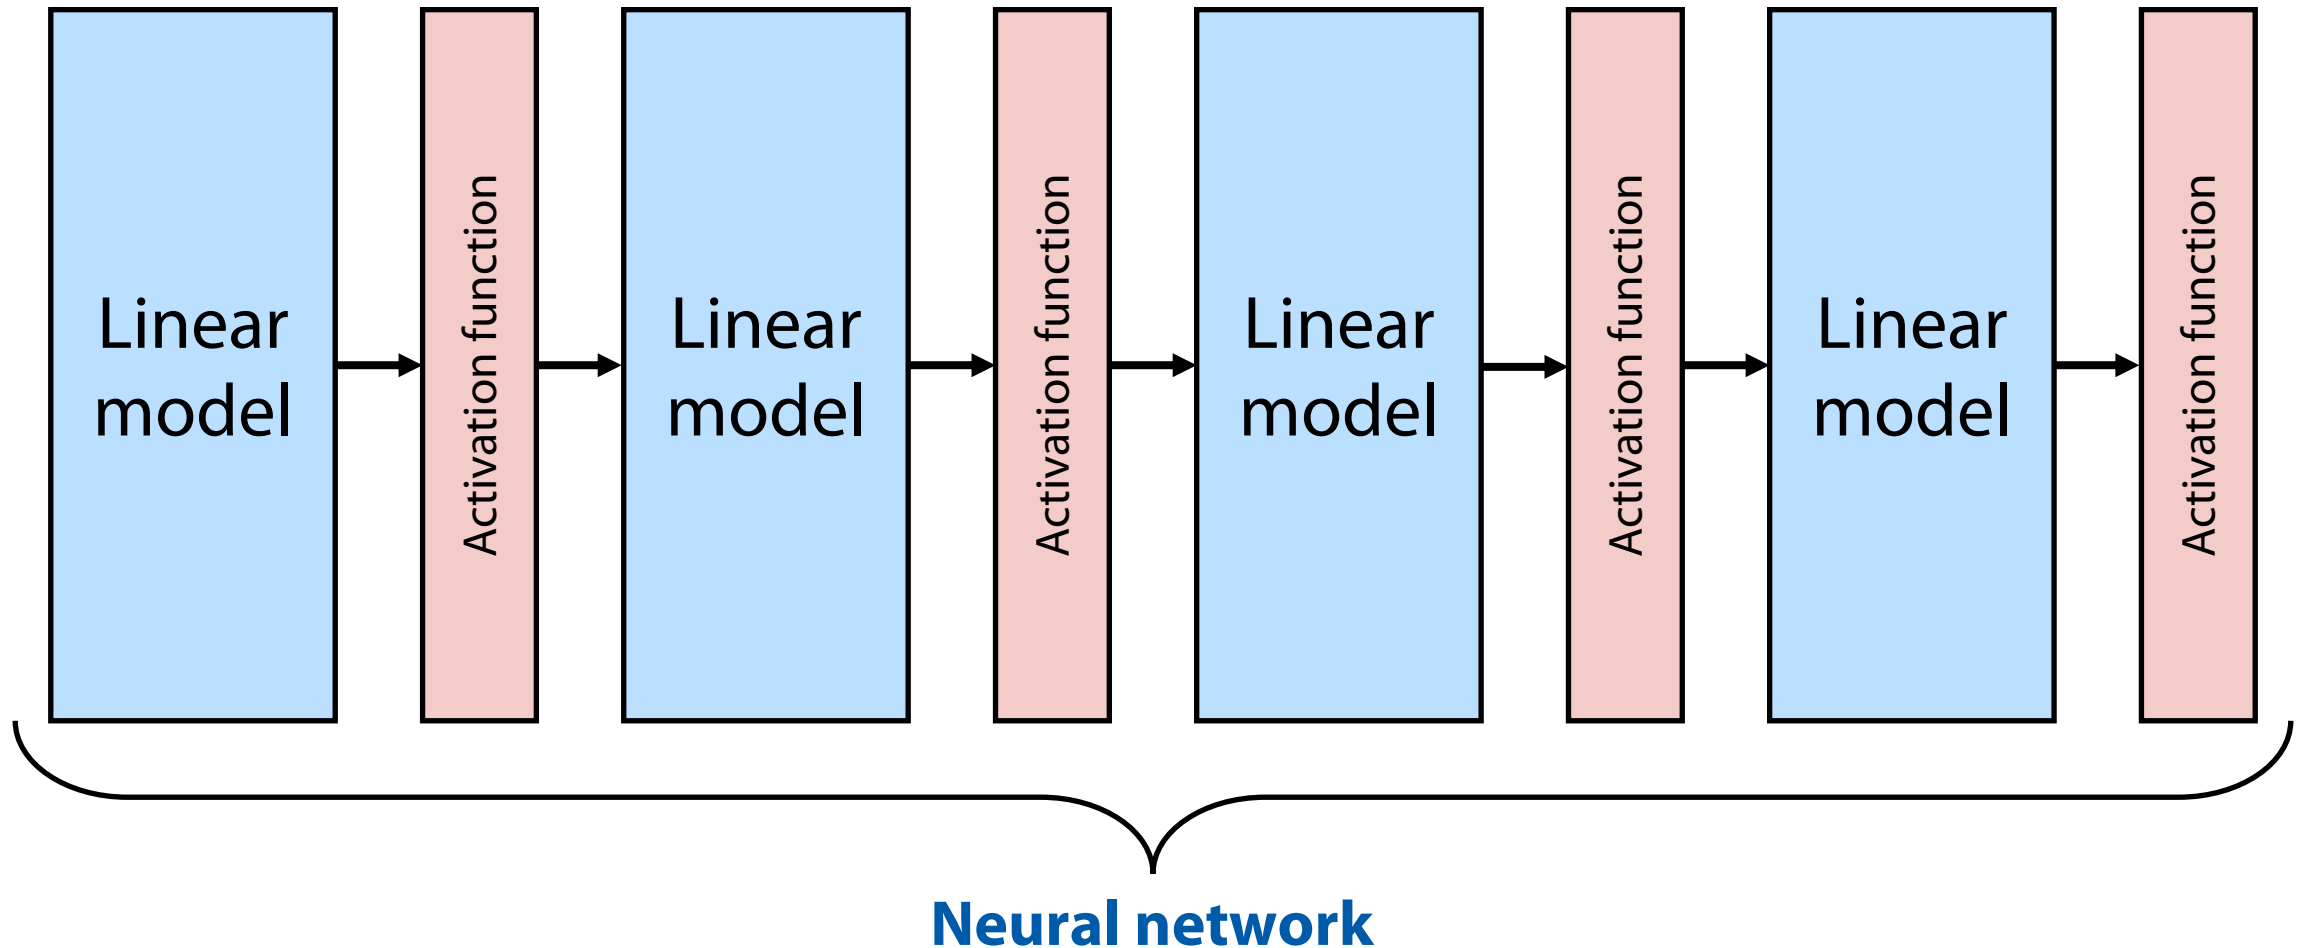 Linear
model
Activation function
Linear
model
Activation function
Linear
model
Activation function
Linear
model
Activation function
Neural network